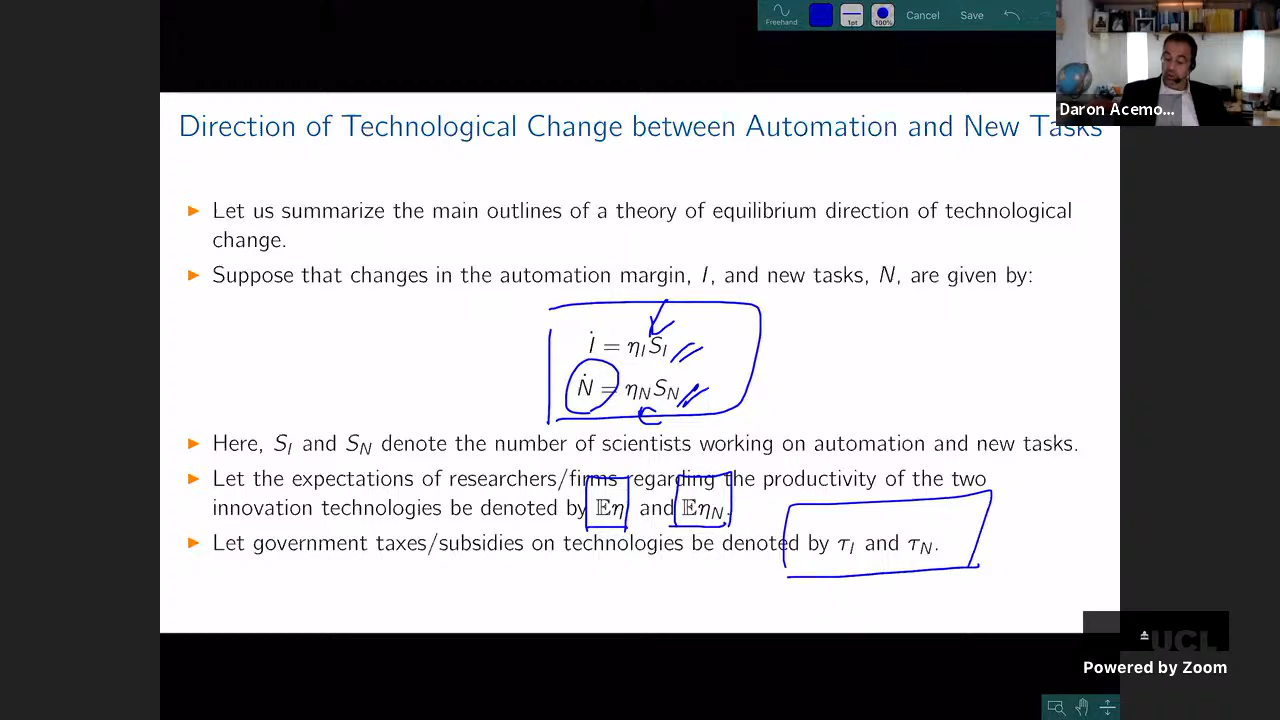 Freehand 1pt 100% Cancel Save
Daron Acemo...
Direction of Technological Change between Automation and New Tasks
Let us summarize the main outlines of a theory of equilibrium direction of technological
change.
Suppose that changes in the automation margin, I, and new tasks, N, are given by:
İ = η_I S_I
Ṅ = η_N S_N
Here, S_I and S_N denote the number of scientists working on automation and new tasks.
Let the expectations of researchers/firms regarding the productivity of the two
innovation technologies be denoted by 𝔼η and 𝔼η_N.
Let government taxes/subsidies on technologies be denoted by τ_I and τ_N.
UCL
Powered by Zoom